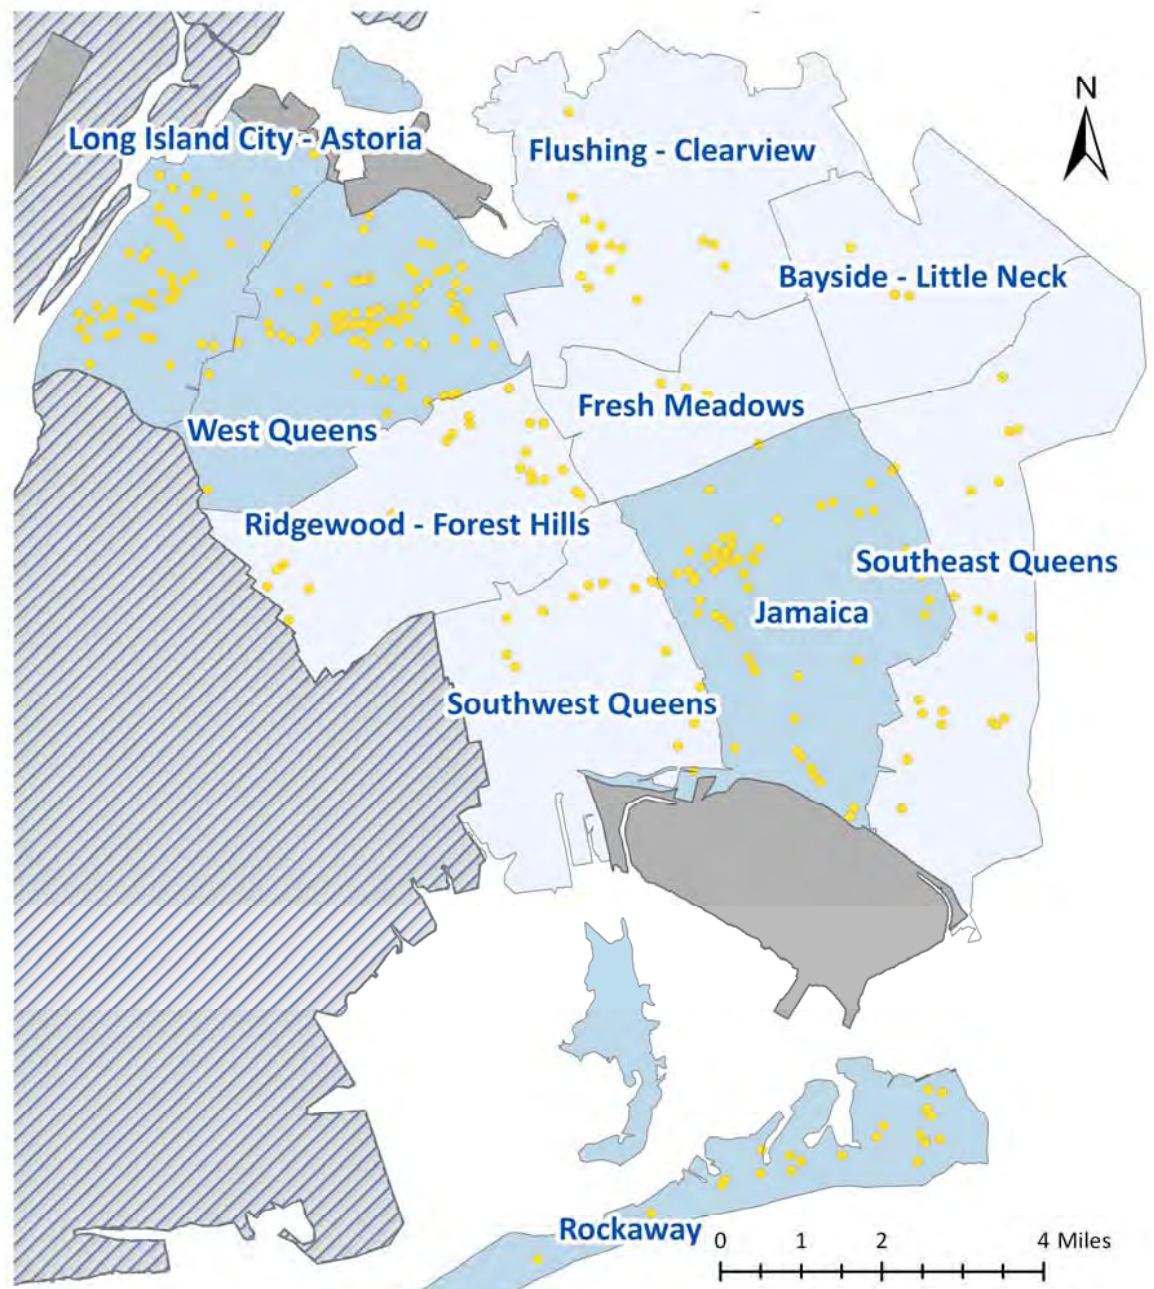 N
Long Island City - Astoria
Flushing - Clearview
Bayside - Little Neck
Fresh Meadows
West Queens
Ridgewood - Forest Hills
Southeast Queens
Jamaica
Southwest Queens
Rockaway
0 1 2 4 Miles